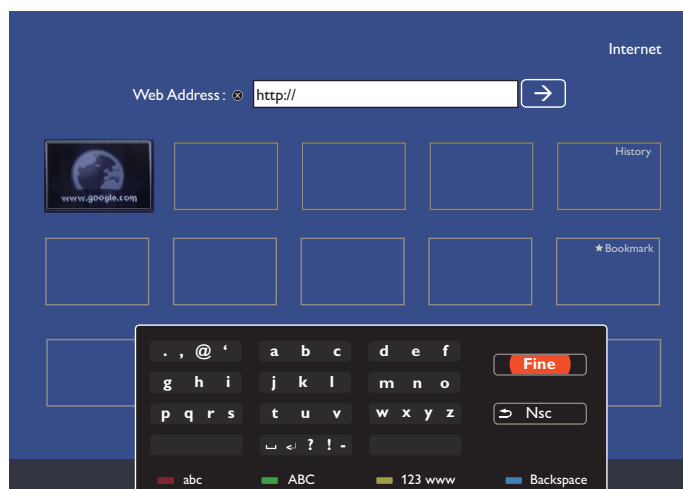 Internet
Web Address : http://
www.google.com
History
Bookmark
. , @ ‘ a b c d e f
Fine
g h i j k l m n o
p q r s t u v w x y z
Nsc
? ! -
abc ABC 123 www Backspace